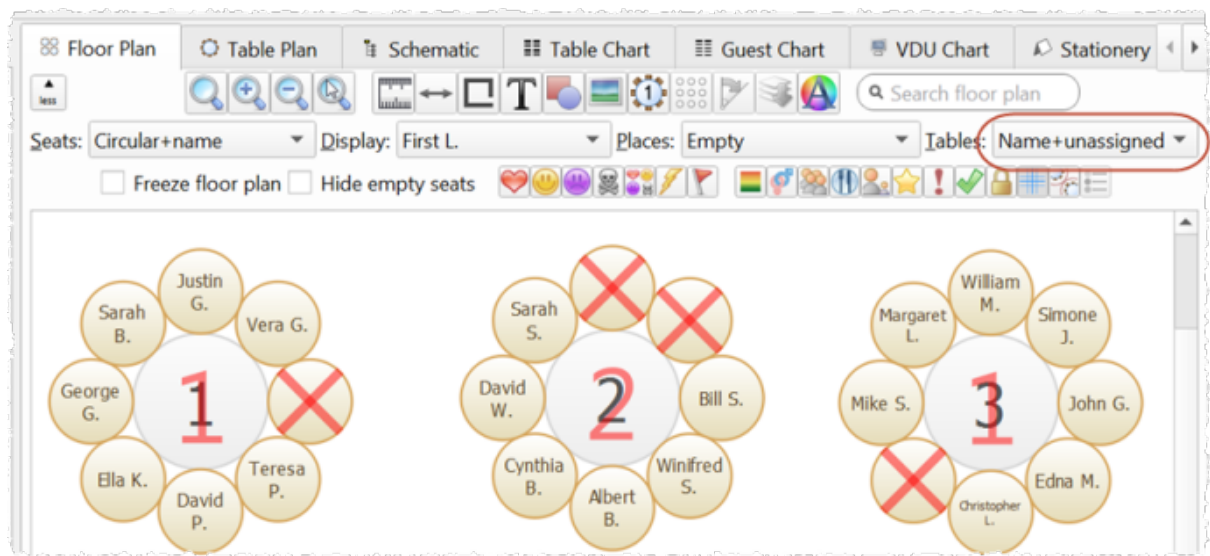 Floor Plan Table Plan Schematic Table Chart Guest Chart VDU Chart Stationery
less T 1 A Search floor plan
Seats: Circular+name Display: First L. Places: Empty Tables: Name+unassigned
Freeze floor plan Hide empty seats
Justin
G.
Sarah
B.
Vera G.
George
G.
1
1
Ella K.
Teresa
P.
David
P.
Sarah
S.
David
W.
2
2
Bill S.
Cynthia
B.
Winifred
S.
Albert
B.
William
M.
Margaret
L.
Simone
J.
Mike S.
3
1
John G.
Edna M.
Christopher
L.